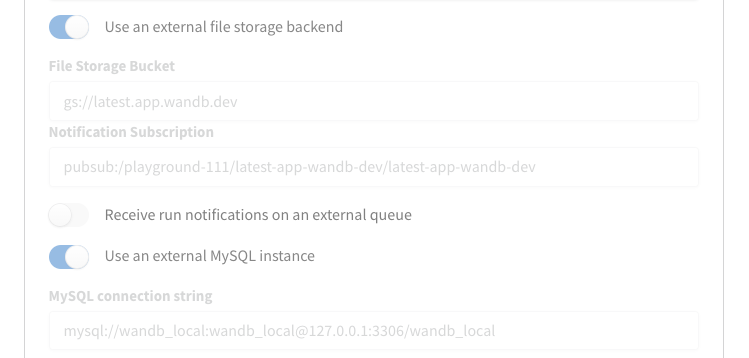 Use an external file storage backend
File Storage Bucket
gs://latest.app.wandb.dev
Notification Subscription
pubsub:/playground-111/latest-app-wandb-dev/latest-app-wandb-dev
Receive run notifications on an external queue
Use an external MySQL instance
MySQL connection string
mysql://wandb_local:wandb_local@127.0.0.1:3306/wandb_local